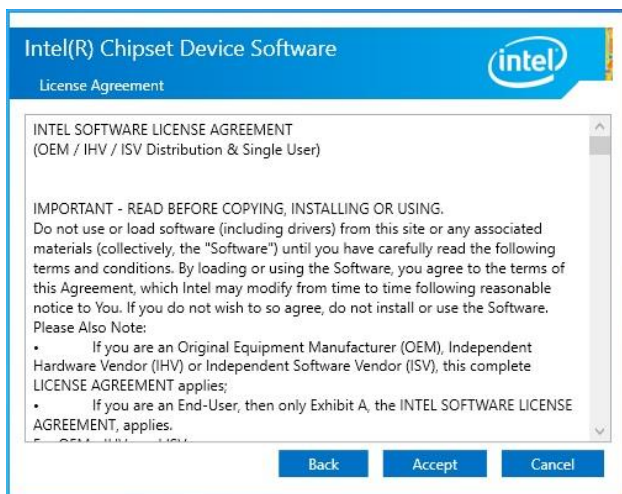 Intel(R) Chipset Device Software
intel
License Agreement
INTEL SOFTWARE LICENSE AGREEMENT
(OEM / IHV / ISV Distribution & Single User)
IMPORTANT - READ BEFORE COPYING, INSTALLING OR USING.
Do not use or load software (including drivers) from this site or any associated
materials (collectively, the "Software") until you have carefully read the following
terms and conditions. By loading or using the Software, you agree to the terms of
this Agreement, which Intel may modify from time to time following reasonable
notice to You. If you do not wish to so agree, do not install or use the Software.
Please Also Note:
• If you are an Original Equipment Manufacturer (OEM), Independent
Hardware Vendor (IHV) or Independent Software Vendor (ISV), this complete
LICENSE AGREEMENT applies;
• If you are an End-User, then only Exhibit A, the INTEL SOFTWARE LICENSE
AGREEMENT, applies.
Back Accept Cancel